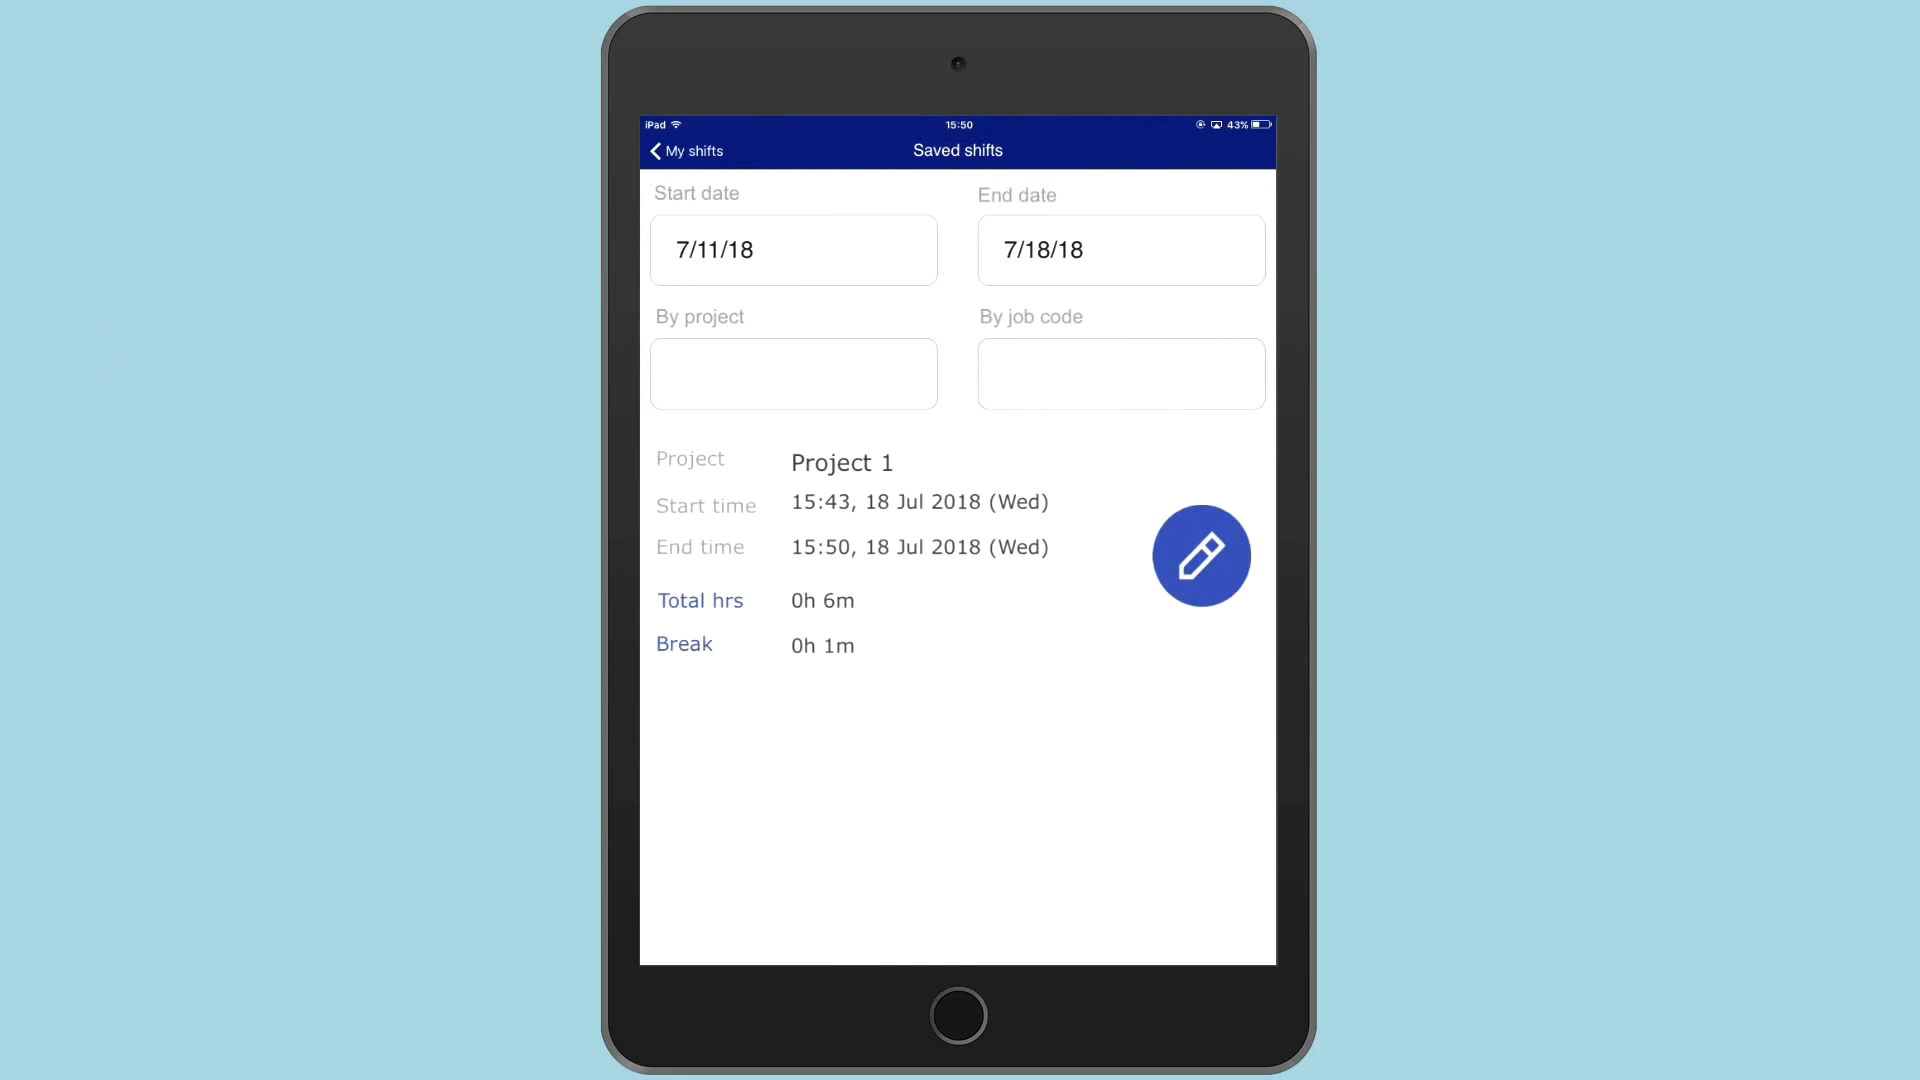 iPad 15:50 43%
My shifts Saved shifts
Start date End date
7/11/18 7/18/18
By project By job code
Project Project 1
Start time 15:43, 18 Jul 2018 (Wed)
End time 15:50, 18 Jul 2018 (Wed)
Total hrs 0h 6m
Break 0h 1m